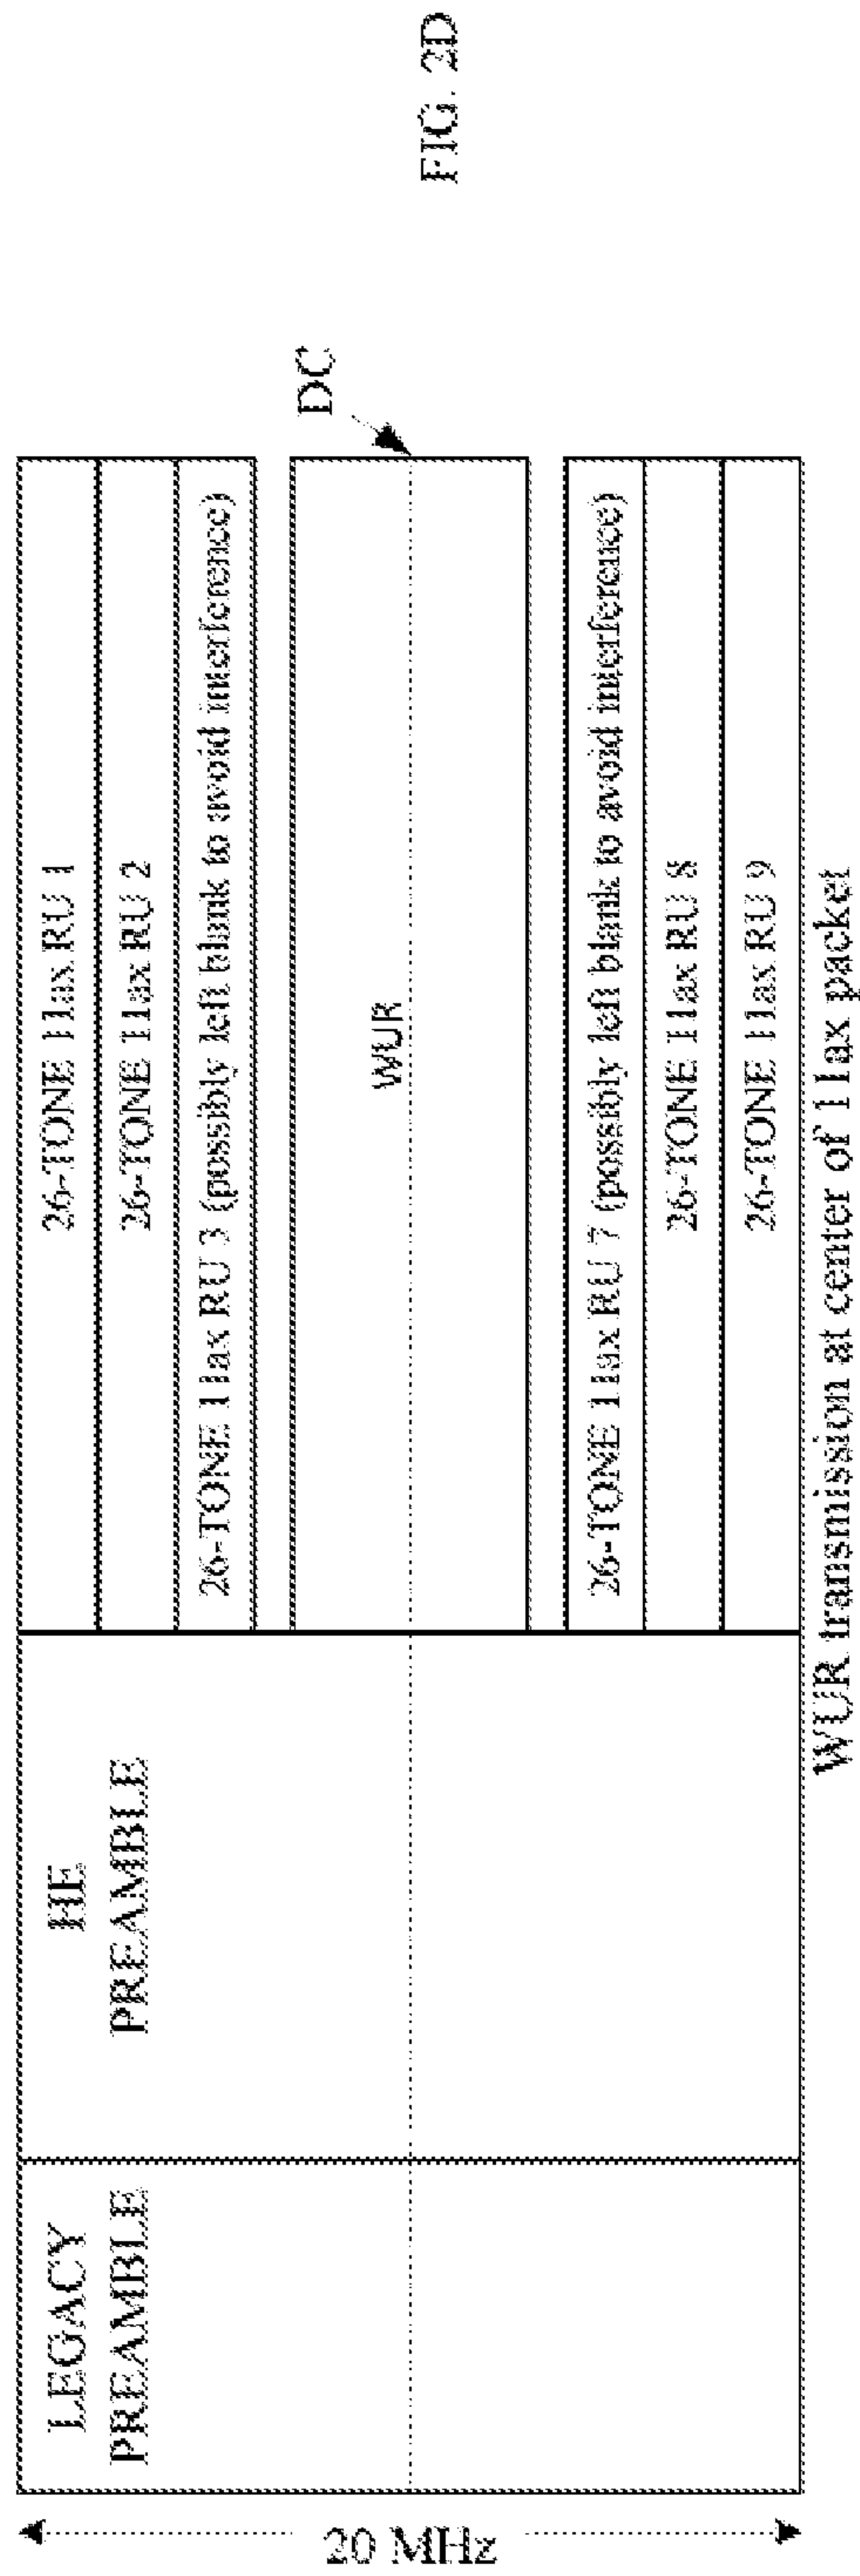 20 MHz
LEGACY
PREAMBLE
HE
PREAMBLE
26-TONE 11ax RU 1
26-TONE 11ax RU 2
26-TONE 11ax RU 3 (possibly left blank to avoid interference)
WUR
DC
26-TONE 11ax RU 7 (possibly left blank to avoid interference)
26-TONE 11ax RU 8
26-TONE 11ax RU 9
WUR transmission at center of 11ax packet
FIG. 2D